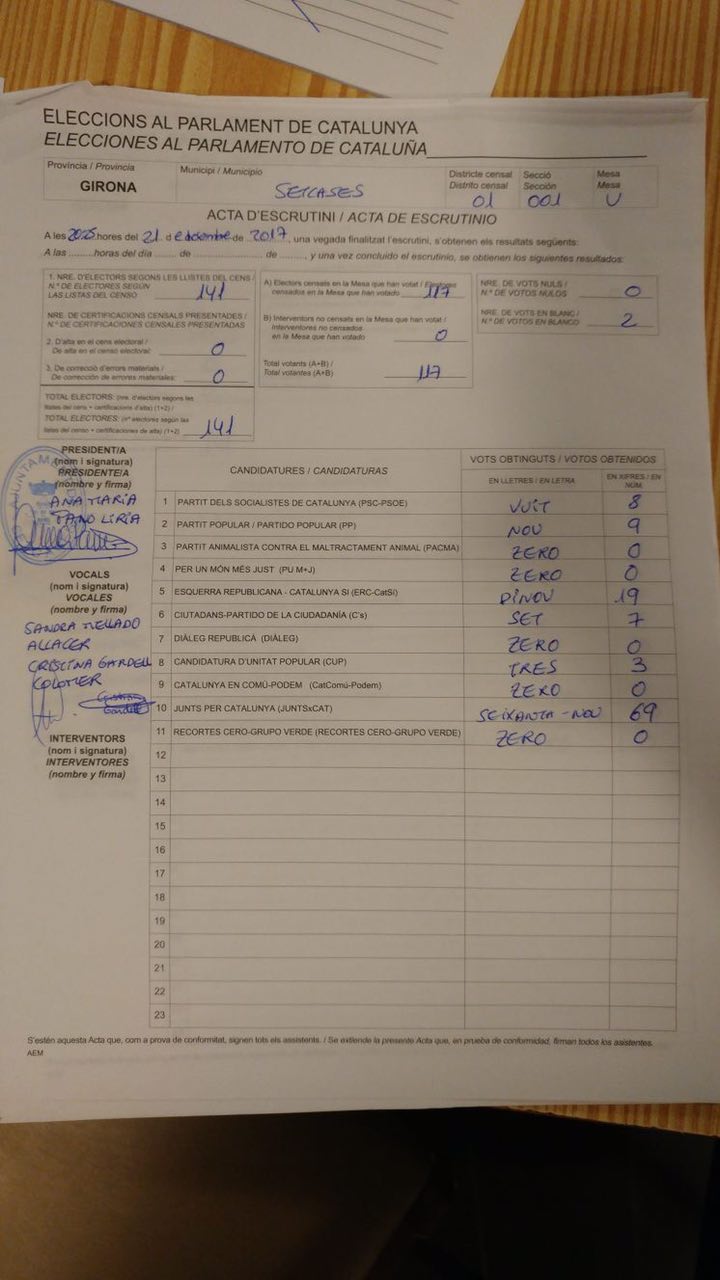 ELECCIONS AL PARLAMENT DE CATALUNYA
ELECCIONES AL PARLAMENTO DE CATALUÑA
Província / Provincia
GIRONA
Municipi / Municipio
SETCASES
Districte censal
Distrito censal
01
Secció
Sección
001
Mesa
Mesa
U
ACTA D'ESCRUTINI / ACTA DE ESCRUTINIO
A les 20:25 hores del 21 d e desembre de 2017, una vegada finalitzat l'escrutini, s'obtenen els resultats següents:
A las ........ horas del día ...... de ............ de ........, y una vez concluido el escrutinio, se obtienen los siguientes resultados:
1. NRE. D'ELECTORS SEGONS LES LLISTES DEL CENS /
N.º DE ELECTORES SEGÚN
LAS LISTAS DEL CENSO 141
NRE. DE CERTIFICACIONS CENSALS PRESENTADES /
N.º DE CERTIFICACIONES CENSALES PRESENTADAS
2. D'alta en el cens electoral /
De alta en el censo electoral: 0
3. De correcció d'errors materials /
De corrección de errores materiales: 0
TOTAL ELECTORS: (nre. d'electors segons les
llistes del cens + certificacions d'alta) (1+2) /
TOTAL ELECTORES: (nº electores según las
listas del censo + certificaciones de alta) (1+2) 141
A) Electors censats en la Mesa que han votat / Electores
censados en la Mesa que han votado 117
B) Interventors no censats en la Mesa que han votat /
Interventores no censados
en la Mesa que han votado 0
Total votants (A+B) /
Total votantes (A+B) 117
NRE. DE VOTS NULS /
N.º DE VOTOS NULOS 0
NRE. DE VOTS EN BLANC /
N.º DE VOTOS EN BLANCO 2
PRESIDENT/A
(nom i signatura)
PRESIDENTE/A
(nombre y firma)
AJUNTAM
ANA MARIA
PANO LIRIA
VOCALS
(nom i signatura)
VOCALES
(nombre y firma)
SANDRA MELLADO
ALLACER
CRISTINA GARDELL
COLOMER
INTERVENTORS
(nom i signatura)
INTERVENTORES
(nombre y firma)
CANDIDATURES / CANDIDATURAS
VOTS OBTINGUTS / VOTOS OBTENIDOS
EN LLETRES / EN LETRA
EN XIFRES / EN NÚM.
1 PARTIT DELS SOCIALISTES DE CATALUNYA (PSC-PSOE) VUIT 8
2 PARTIT POPULAR / PARTIDO POPULAR (PP) NOU 9
3 PARTIT ANIMALISTA CONTRA EL MALTRACTAMENT ANIMAL (PACMA) ZERO 0
4 PER UN MÓN MÉS JUST (PU M+J) ZERO 0
5 ESQUERRA REPUBLICANA - CATALUNYA SI (ERC-CatSí) DINOU 19
6 CIUTADANS-PARTIDO DE LA CIUDADANÍA (C's) SET 7
7 DIÀLEG REPUBLICÀ (DIÀLEG) ZERO 0
8 CANDIDATURA D'UNITAT POPULAR (CUP) TRES 3
9 CATALUNYA EN COMÚ-PODEM (CatComú-Podem) ZERO 0
10 JUNTS PER CATALUNYA (JUNTSxCAT) SEIXANTA - NOU 69
11 RECORTES CERO-GRUPO VERDE (RECORTES CERO-GRUPO VERDE) ZERO 0
12
13
14
15
16
17
18
19
20
21
22
23
S'estén aquesta Acta que, com a prova de conformitat, signen tots els assistents. / Se extiende la presente Acta que, en prueba de conformidad, firman todos los asistentes.
AEM